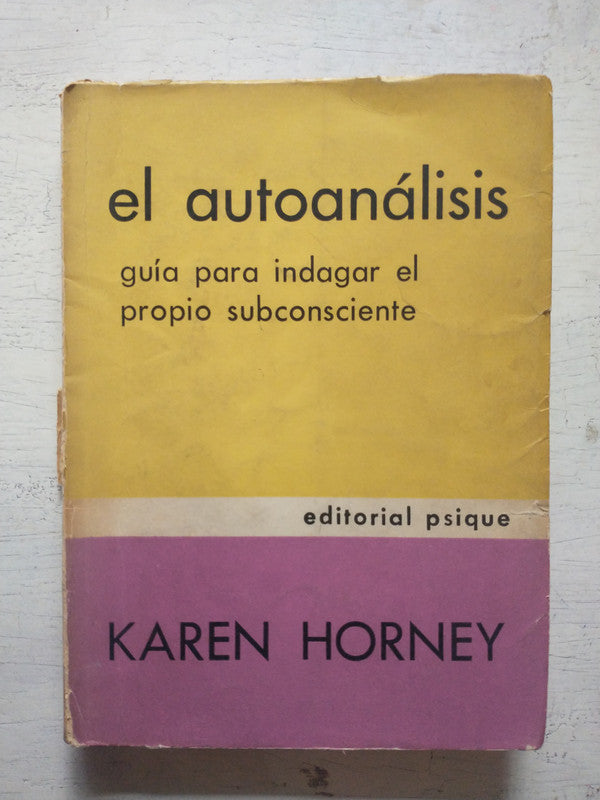 el autoanálisis
guía para indagar el
propio subconsciente
editorial psique
KAREN HORNEY